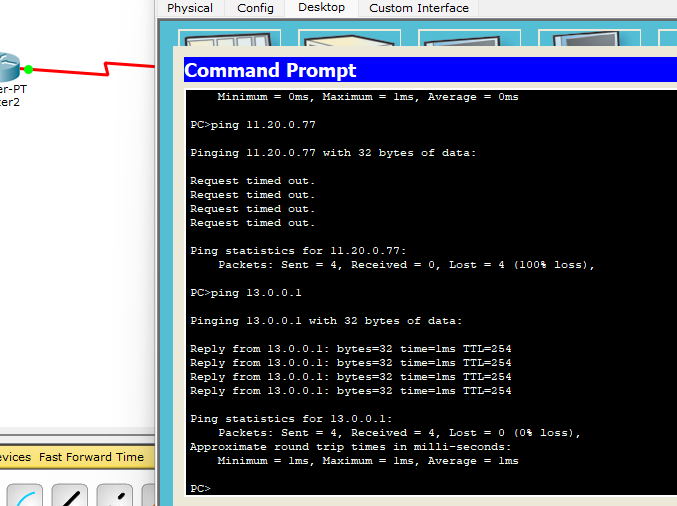 Physical Config Desktop Custom Interface
Command Prompt
Minimum = 0ms, Maximum = 1ms, Average = 0ms
PC>ping 11.20.0.77
Pinging 11.20.0.77 with 32 bytes of data:
Request timed out.
Request timed out.
Request timed out.
Request timed out.
Ping statistics for 11.20.0.77:
Packets: Sent = 4, Received = 0, Lost = 4 (100% loss),
PC>ping 13.0.0.1
Pinging 13.0.0.1 with 32 bytes of data:
Reply from 13.0.0.1: bytes=32 time=1ms TTL=254
Reply from 13.0.0.1: bytes=32 time=1ms TTL=254
Reply from 13.0.0.1: bytes=32 time=1ms TTL=254
Reply from 13.0.0.1: bytes=32 time=1ms TTL=254
Ping statistics for 13.0.0.1:
Packets: Sent = 4, Received = 4, Lost = 0 (0% loss),
Approximate round trip times in milli-seconds:
Minimum = 1ms, Maximum = 1ms, Average = 1ms
PC>
er-PT
ter2
evices Fast Forward Time